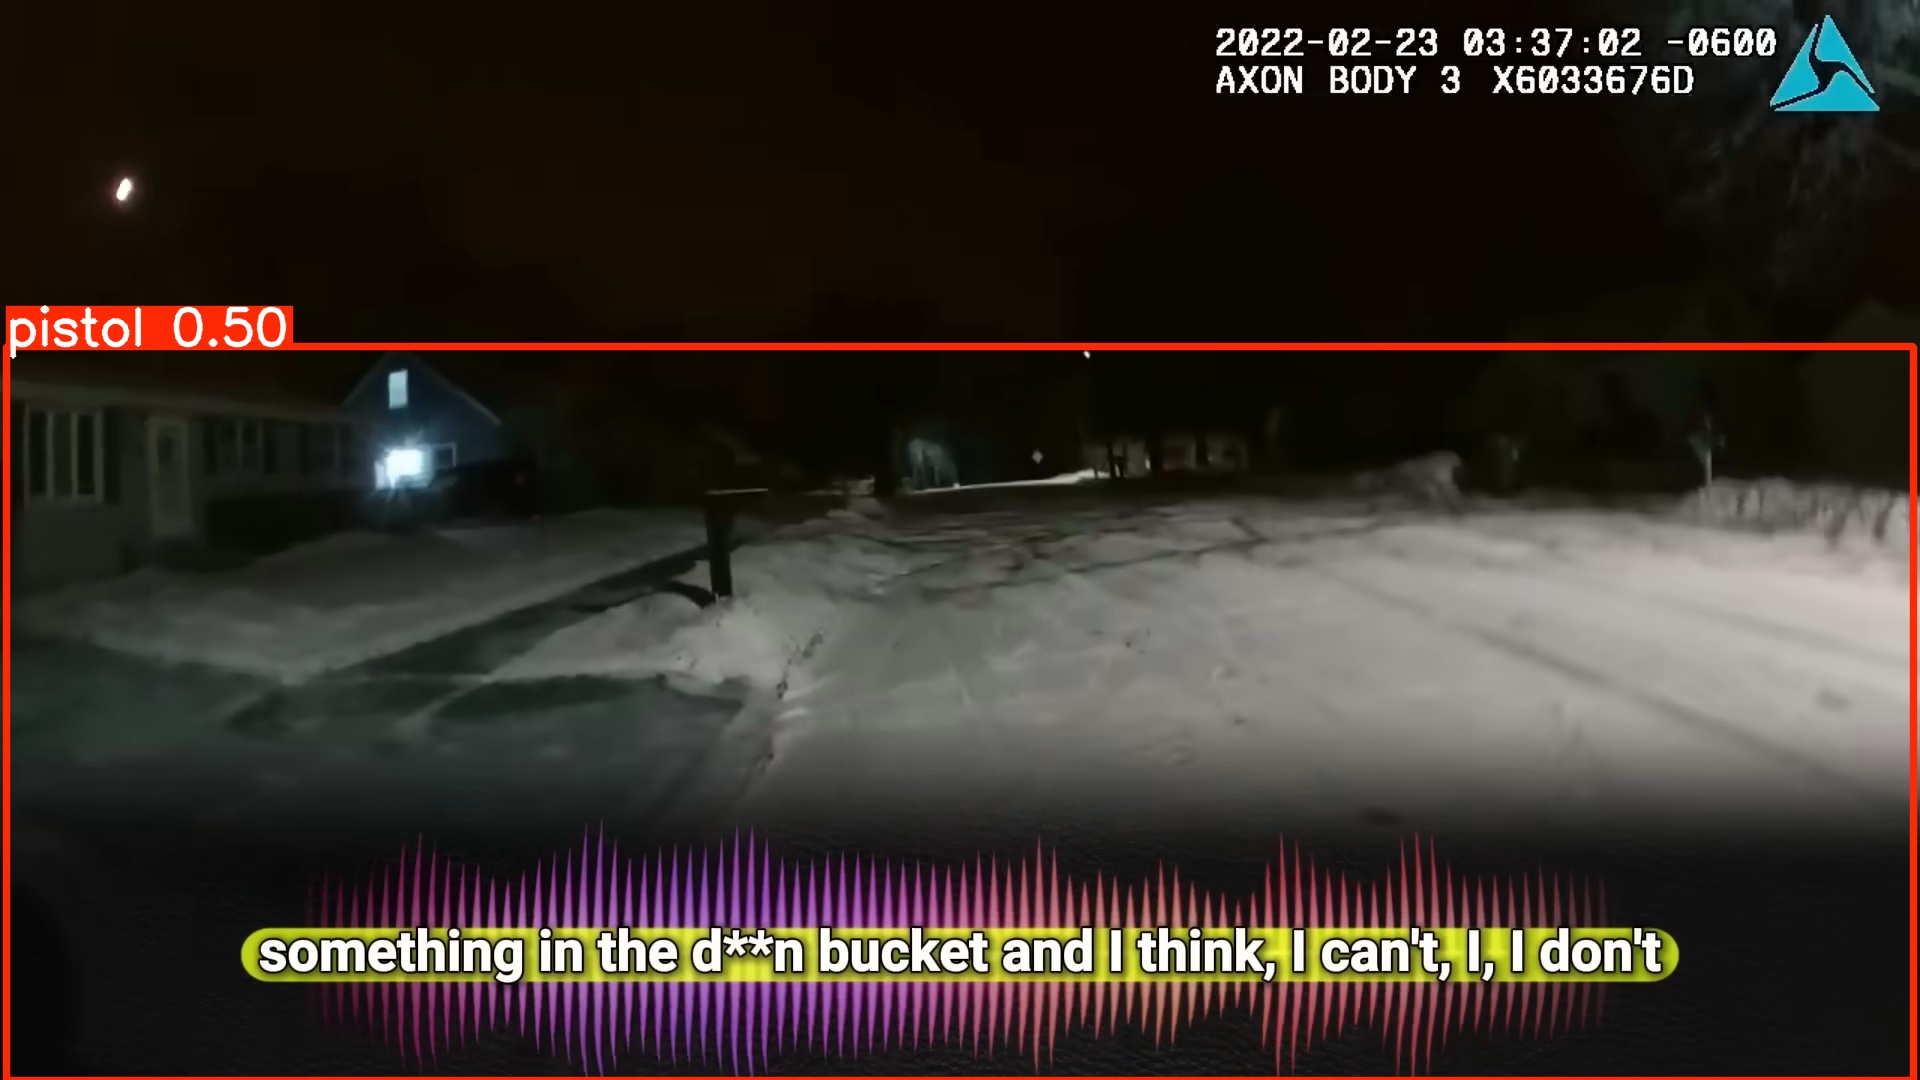 2022-02-23 03:37:02 -0600
AXON BODY 3 X6033676D
pistol 0.50
something in the d**n bucket and I think, I can't, I, I don't